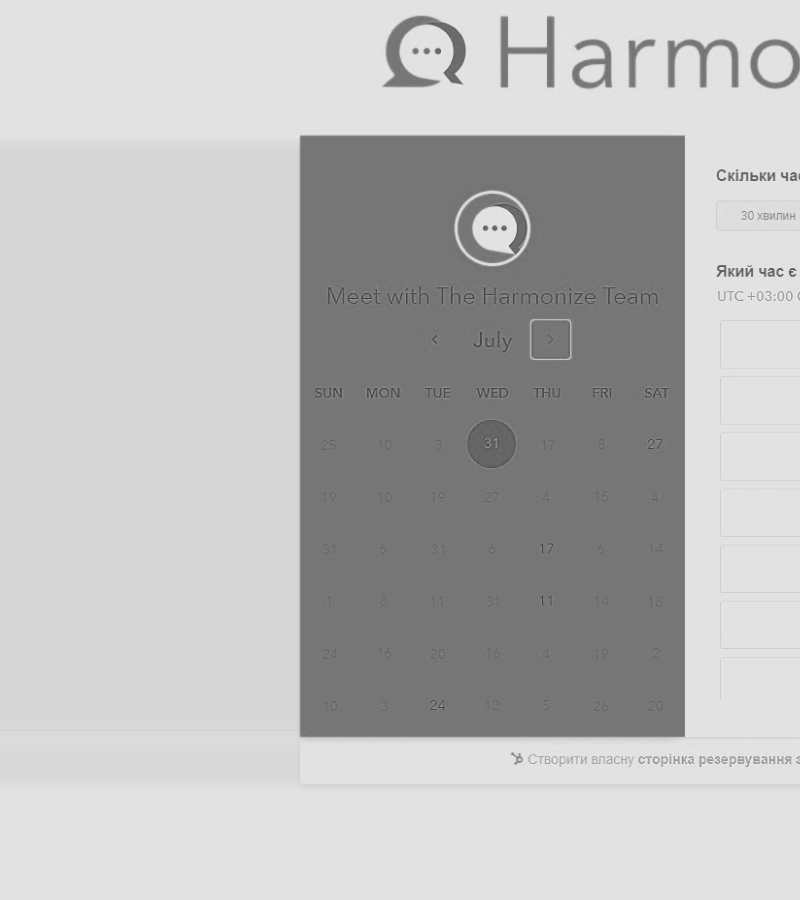 Harmo
Meet with The Harmonize Team
July
SUN MON TUE WED THU FRI SAT
25 10 3 31 17 8 27
19 10 19 27 4 15 4
31 6 31 6 17 6 14
1 8 11 31 11 14 18
24 16 20 16 4 19 2
10 3 24 12 5 26 20
Скільки час
30 хвилин
Який час є
UTC +03:00
Створити власну сторінка резервування з